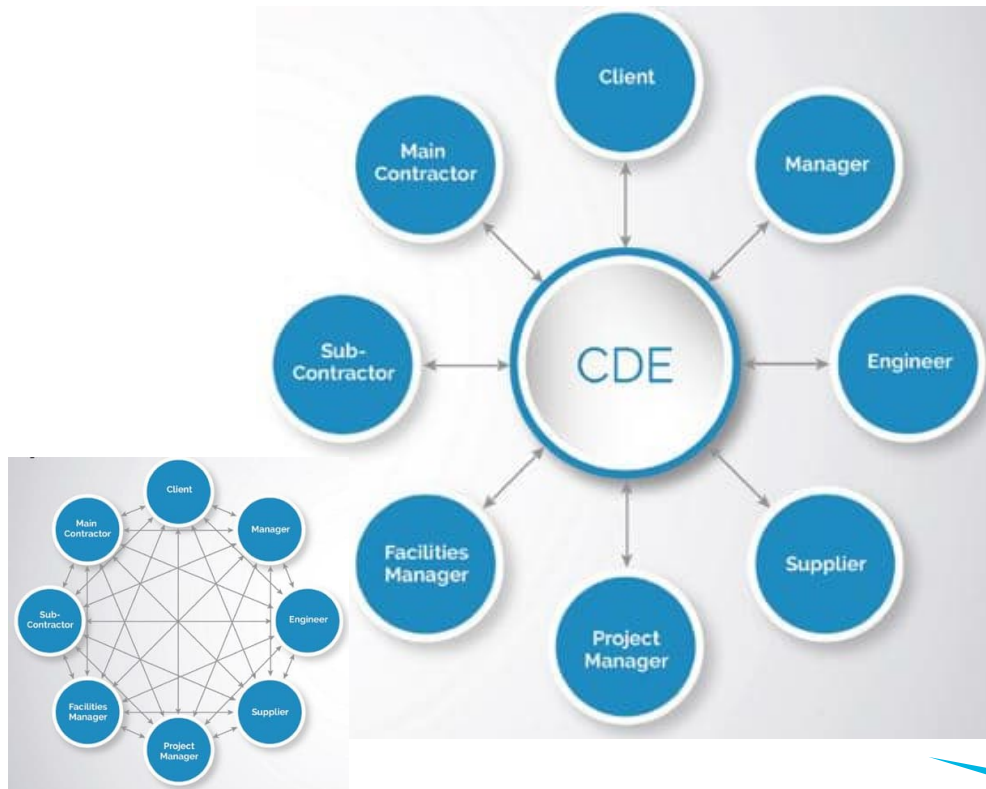 Client
Main
Contractor
Manager
Sub-
Contractor
CDE
Engineer
Facilities
Manager
Supplier
Project
Manager
Client
Main
Contractor
Manager
Sub-
Contractor
Engineer
Facilities
Manager
Supplier
Project
Manager